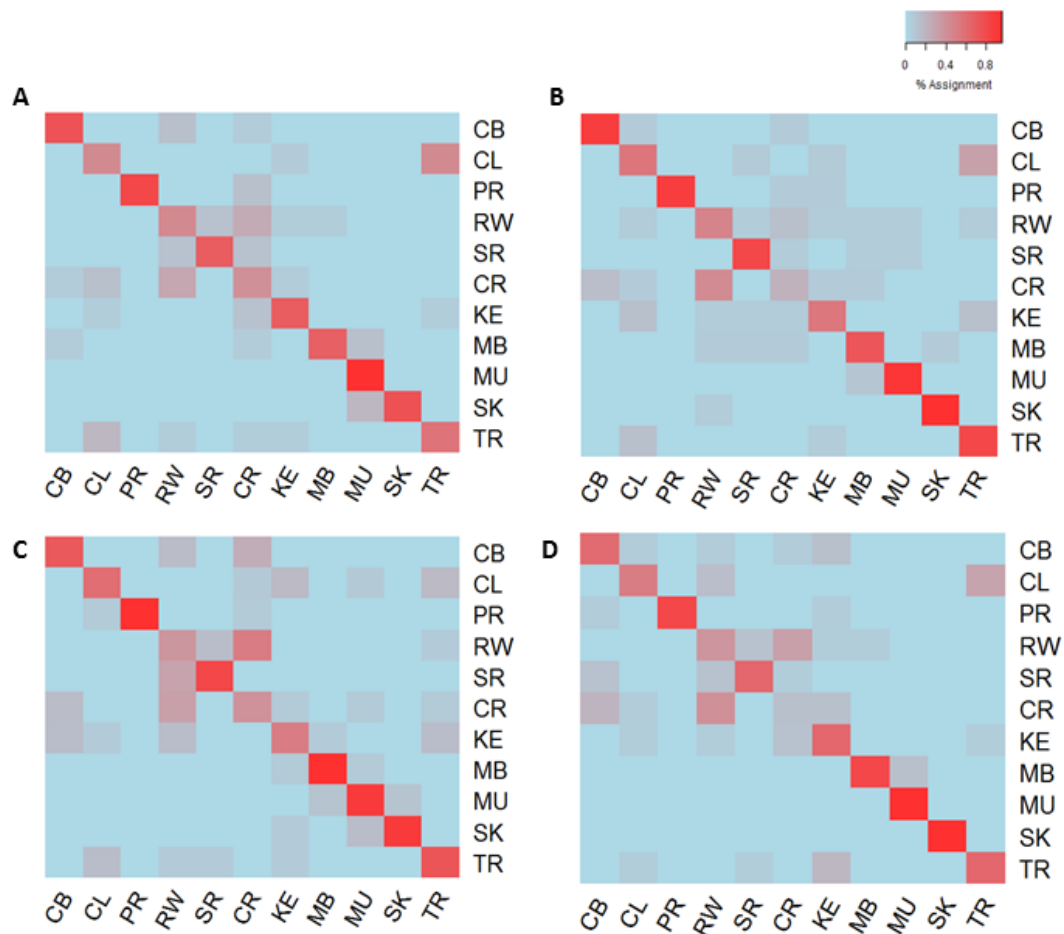 0 0.4 0.8
% Assignment
A
CB
CL
PR
RW
SR
CR
KE
MB
MU
SK
TR
CB CL PR RW SR CR KE MB MU SK TR
B
CB
CL
PR
RW
SR
CR
KE
MB
MU
SK
TR
CB CL PR RW SR CR KE MB MU SK TR
C
CB
CL
PR
RW
SR
CR
KE
MB
MU
SK
TR
CB CL PR RW SR CR KE MB MU SK TR
D
CB
CL
PR
RW
SR
CR
KE
MB
MU
SK
TR
CB CL PR RW SR CR KE MB MU SK TR